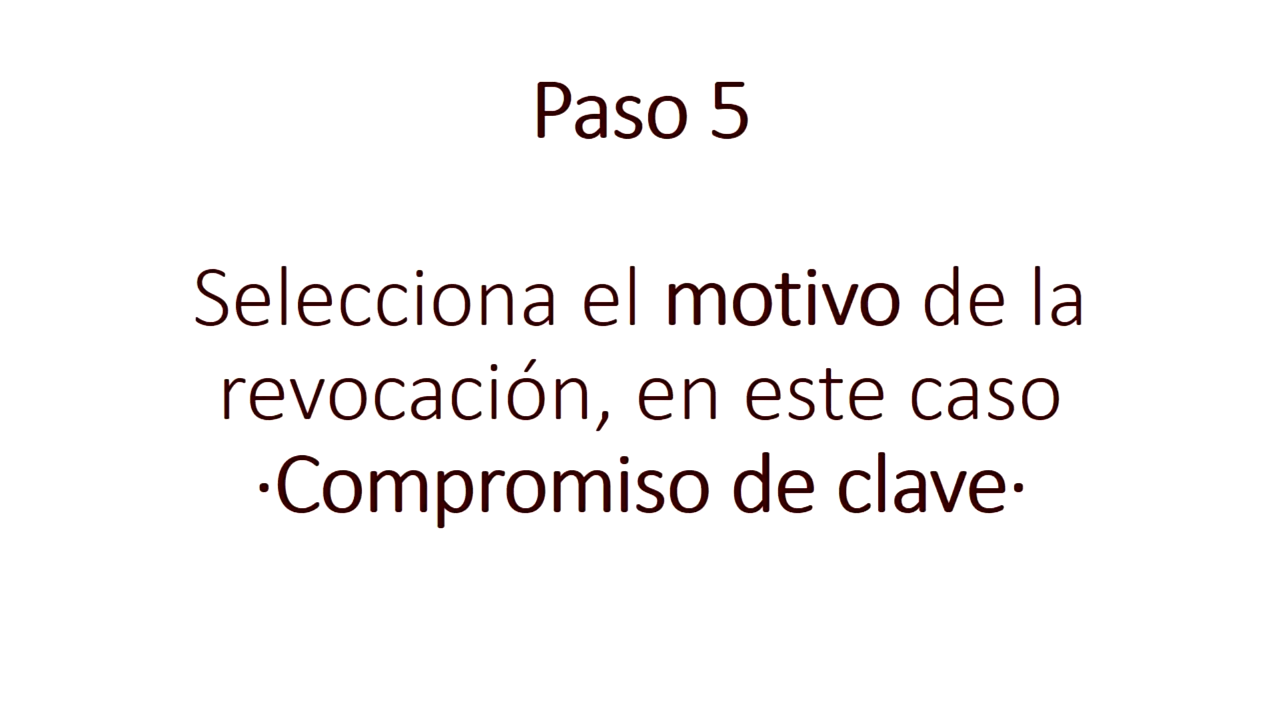 Paso 5
Selecciona el motivo de la
revocación, en este caso
·Compromiso de clave·